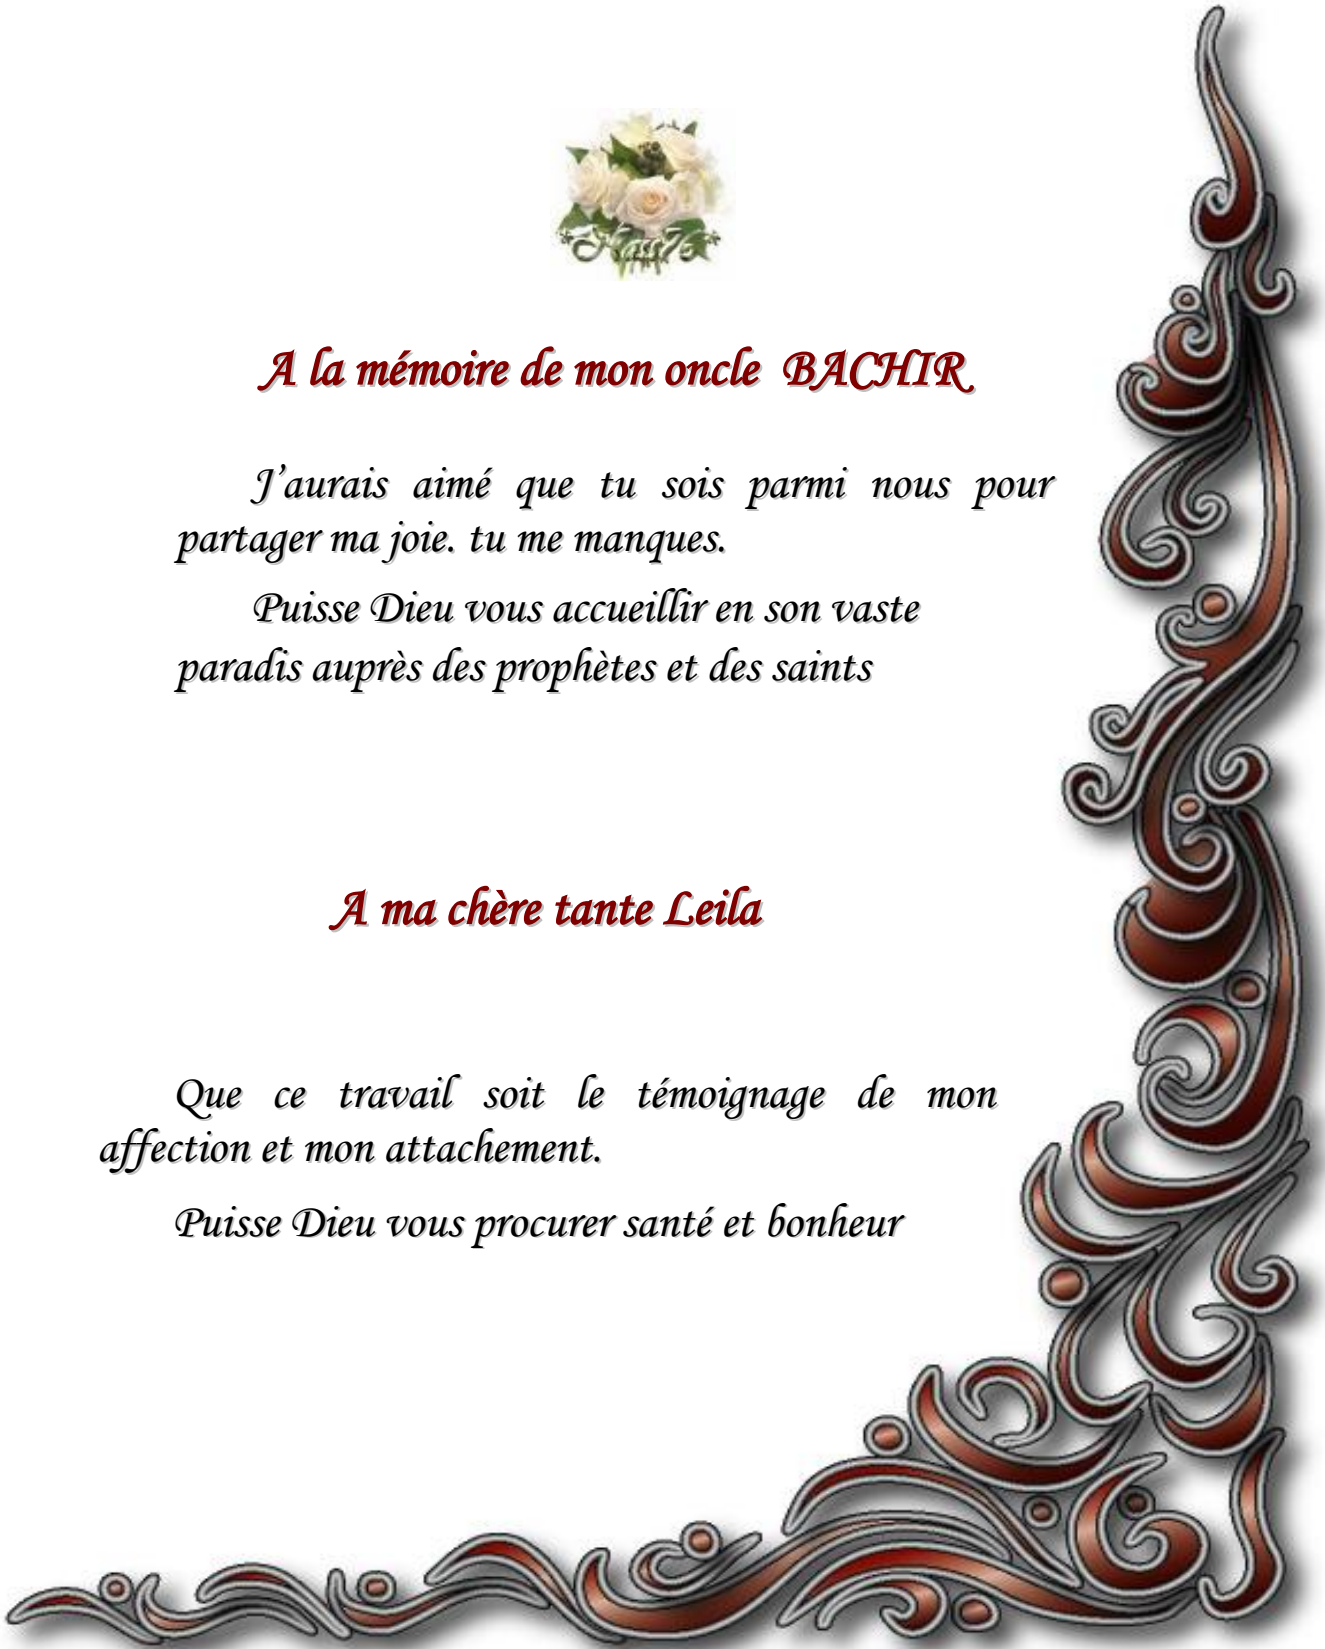 A la mémoire de mon oncle BACHIR
J’aurais aimé que tu sois parmi nous pour
partager ma joie. tu me manques.
Puisse Dieu vous accueillir en son vaste
paradis auprès des prophètes et des saints
A ma chère tante Leila
Que ce travail soit le témoignage de mon
affection et mon attachement.
Puisse Dieu vous procurer santé et bonheur